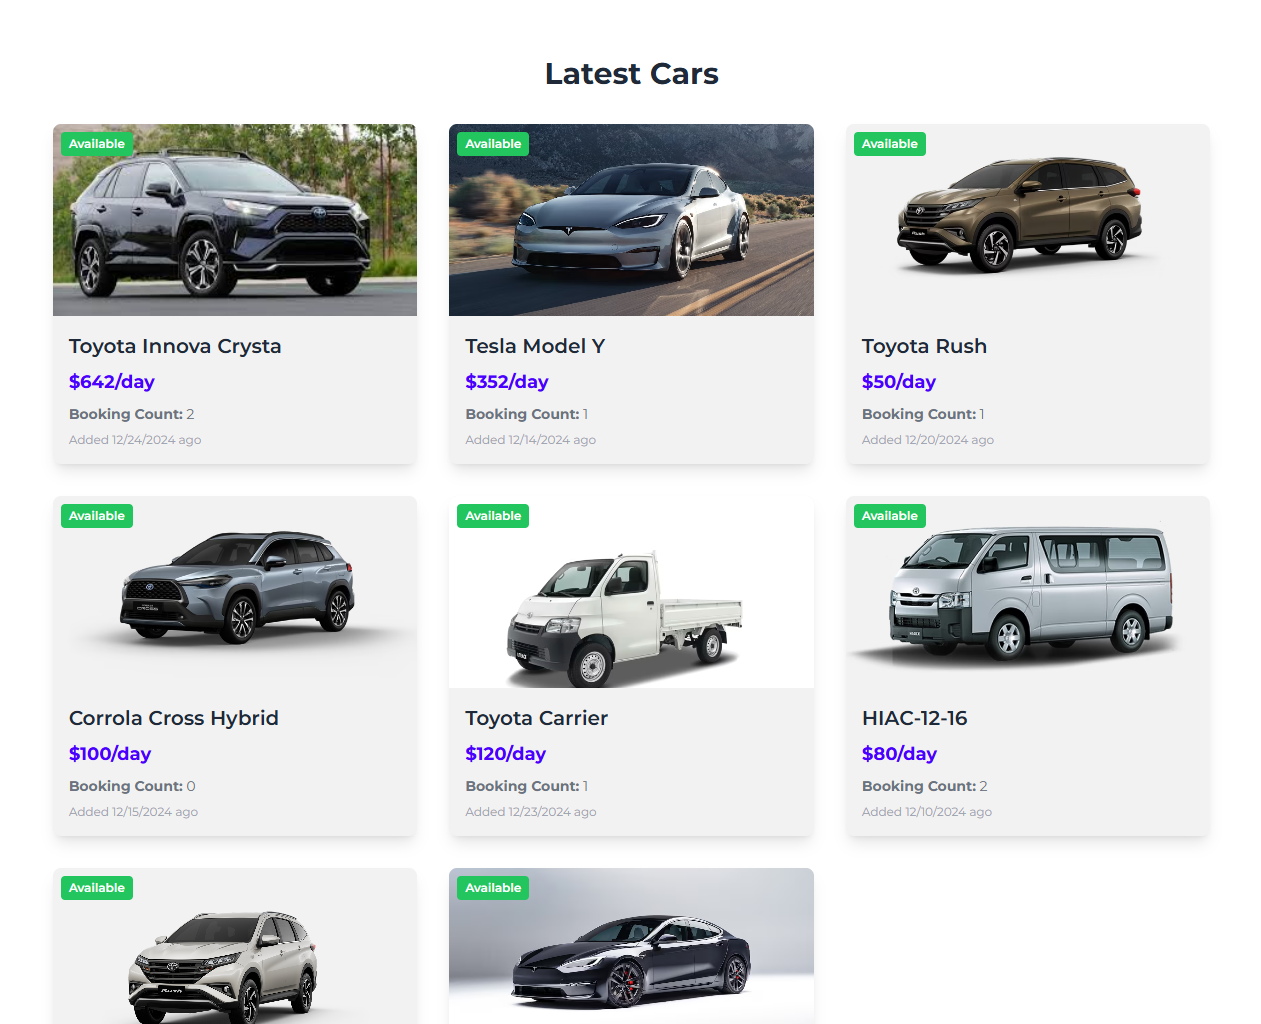 Latest Cars
Available
Toyota Innova Crysta
$642/day
Booking Count: 2
Added 12/24/2024 ago
Available
Tesla Model Y
$352/day
Booking Count: 1
Added 12/14/2024 ago
Available
Rush
Toyota Rush
$50/day
Booking Count: 1
Added 12/20/2024 ago
Available
CROSS
Corrola Cross Hybrid
$100/day
Booking Count: 0
Added 12/15/2024 ago
Available
Toyota Carrier
$120/day
Booking Count: 1
Added 12/23/2024 ago
Available
HIAC-12-16
$80/day
Booking Count: 2
Added 12/10/2024 ago
Available
Rush
Available